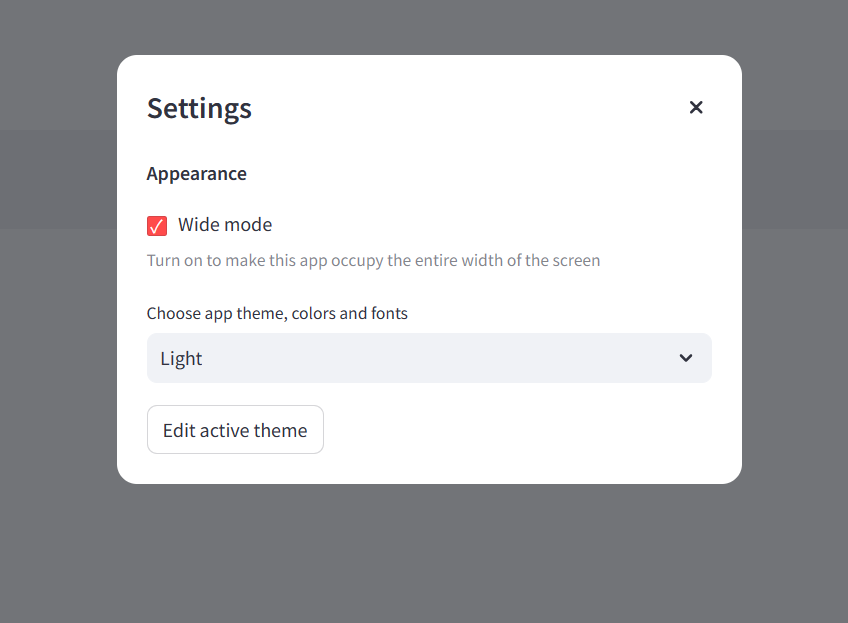 Settings
Appearance
Wide mode
Turn on to make this app occupy the entire width of the screen
Choose app theme, colors and fonts
Light
Edit active theme